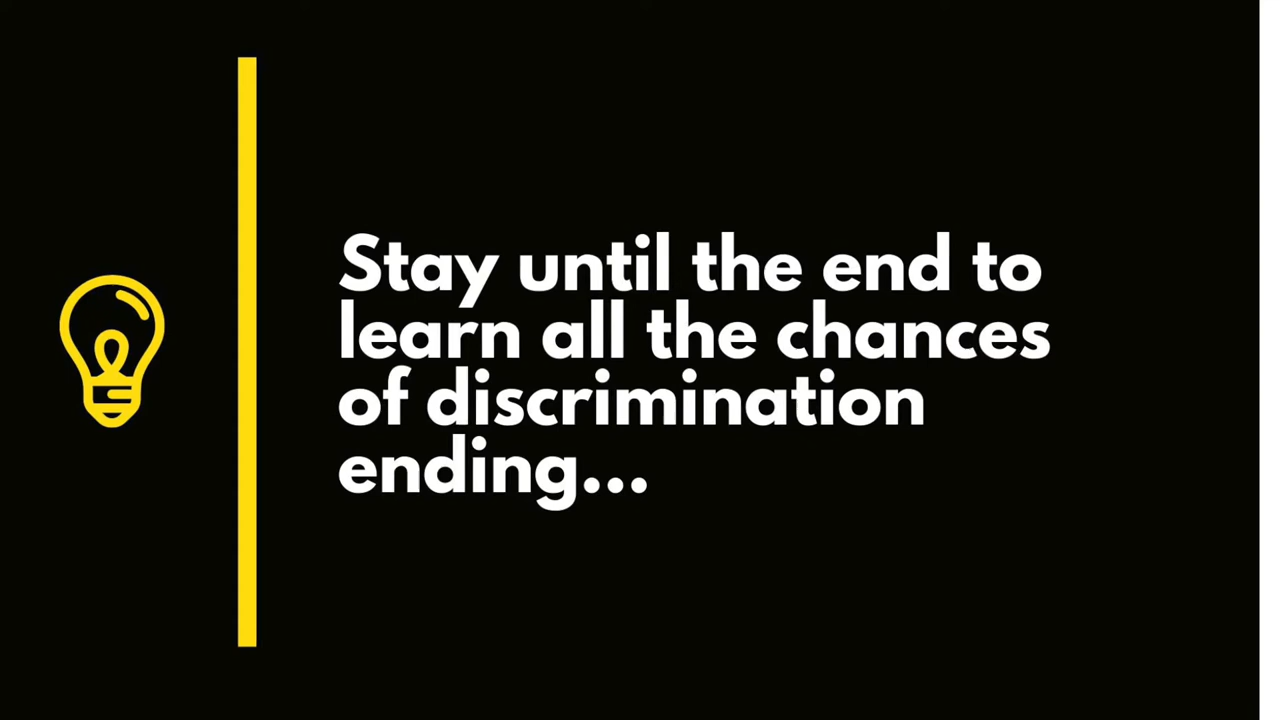 Stay until the end to
learn all the chances
of discrimination
ending...